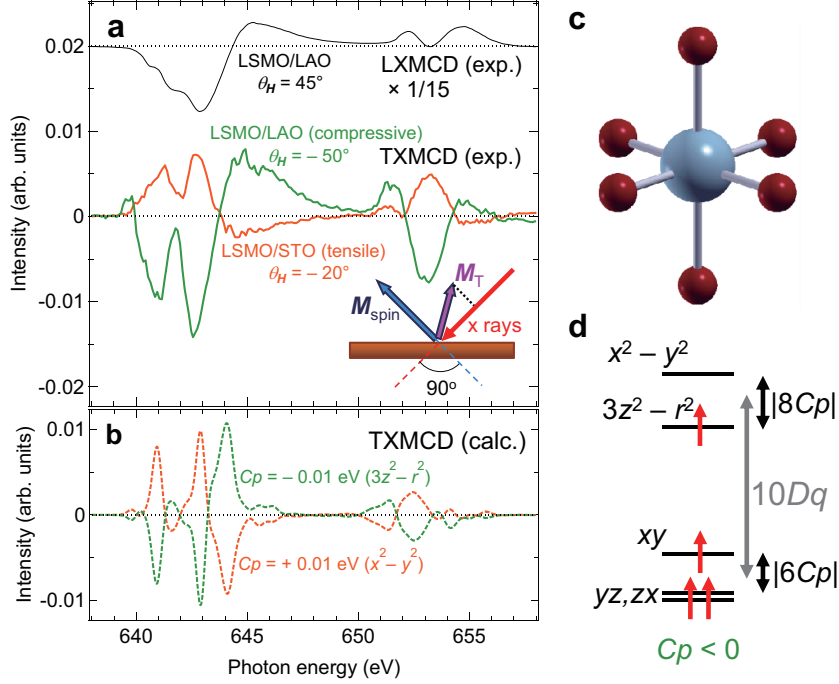 a
0.02
0.01
0
-0.01
-0.02
Intensity (arb. units)
LSMO/LAO
θH = 45°
LXMCD (exp.)
× 1/15
LSMO/LAO (compressive)
θH = – 50°
TXMCD (exp.)
LSMO/STO (tensile)
θH = – 20°
Mspin
MT
x rays
90º
b
0.01
0
-0.01
Intensity (arb. units)
TXMCD (calc.)
Cp = – 0.01 eV (3z² – r²)
Cp = + 0.01 eV (x² – y²)
640
645
650
655
Photon energy (eV)
c
d
x² – y²
|8Cp|
3z² – r²
10Dq
xy
|6Cp|
yz,zx
Cp < 0